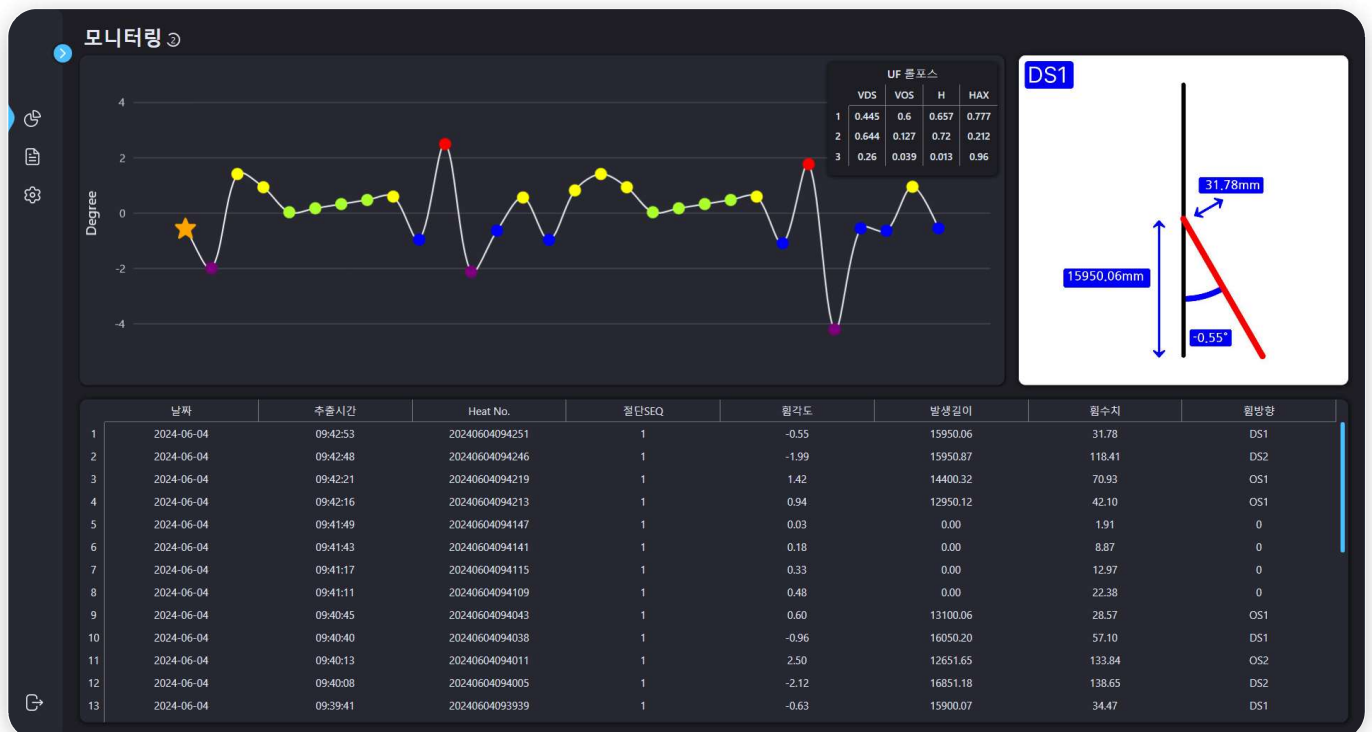 모니터링 2
UF 롤포스
VDS VOS H HAX
1 0.445 0.6 0.657 0.777
2 0.644 0.127 0.72 0.212
3 0.26 0.039 0.013 0.96
4
2
0
-2
-4
Degree
DS1
31.78mm
15950.06mm
-0.55°
날짜 추출시간 Heat No. 절단SEQ 휨각도 발생길이 휨수치 휨방향
1 2024-06-04 09:42:53 20240604094251 1 -0.55 15950.06 31.78 DS1
2 2024-06-04 09:42:48 20240604094246 1 -1.99 15950.87 118.41 DS2
3 2024-06-04 09:42:21 20240604094219 1 1.42 14400.32 70.93 OS1
4 2024-06-04 09:42:16 20240604094213 1 0.94 12950.12 42.10 OS1
5 2024-06-04 09:41:49 20240604094147 1 0.03 0.00 1.91 0
6 2024-06-04 09:41:43 20240604094141 1 0.18 0.00 8.87 0
7 2024-06-04 09:41:17 20240604094115 1 0.33 0.00 12.97 0
8 2024-06-04 09:41:11 20240604094109 1 0.48 0.00 22.38 0
9 2024-06-04 09:40:45 20240604094043 1 0.60 13100.06 28.57 OS1
10 2024-06-04 09:40:40 20240604094038 1 -0.96 16050.20 57.10 DS1
11 2024-06-04 09:40:13 20240604094011 1 2.50 12651.65 133.84 OS2
12 2024-06-04 09:40:08 20240604094005 1 -2.12 16851.18 138.65 DS2
13 2024-06-04 09:39:41 20240604093939 1 -0.63 15900.07 34.47 DS1